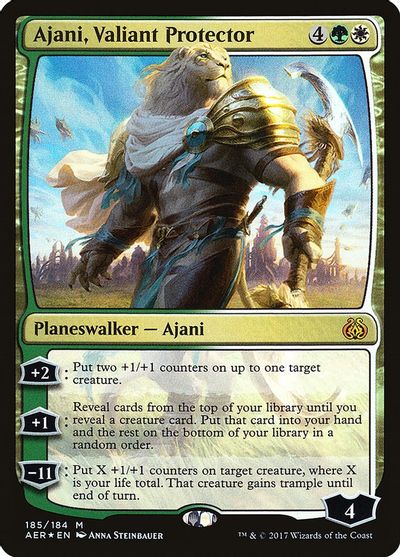 Ajani, Valiant Protector 4
Planeswalker — Ajani
+2: Put two +1/+1 counters on up to one target
creature.
+1: Reveal cards from the top of your library until you
reveal a creature card. Put that card into your hand
and the rest on the bottom of your library in a
random order.
-11: Put X +1/+1 counters on target creature, where X
is your life total. That creature gains trample until
end of turn.
4
185/184 M
AER★EN Anna Steinbauer
™ & © 2017 Wizards of the Coast